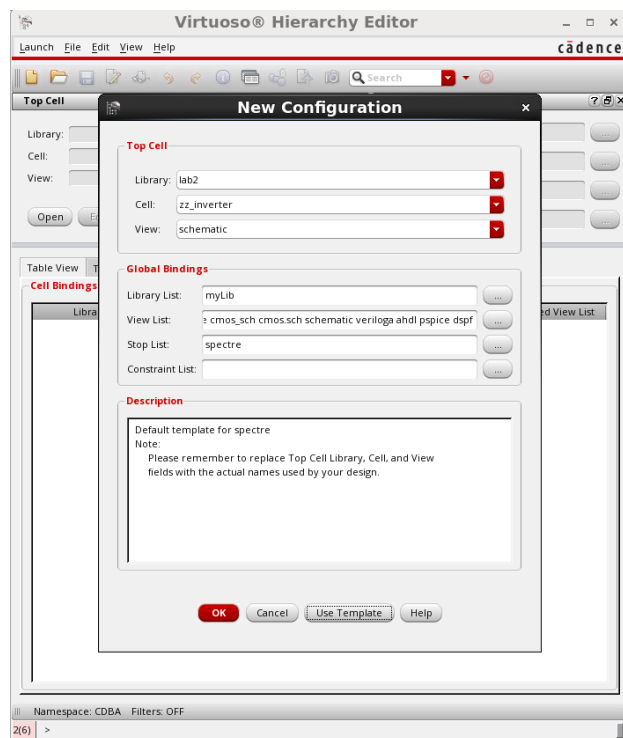 Virtuoso® Hierarchy Editor
Launch File Edit View Help
cādence
Search
Top Cell
Library:
Cell:
View:
Open
Table View
Cell Bindings
ed View List
New Configuration
Top Cell
Library: lab2
Cell: zz_inverter
View: schematic
Global Bindings
Library List: myLib
View List: cmos_sch cmos.sch schematic veriloga ahdl pspice dspf
Stop List: spectre
Constraint List:
Description
Default template for spectre
Note:
Please remember to replace Top Cell Library, Cell, and View
fields with the actual names used by your design.
OK Cancel Use Template Help
Namespace: CDBA Filters: OFF
2(6) >